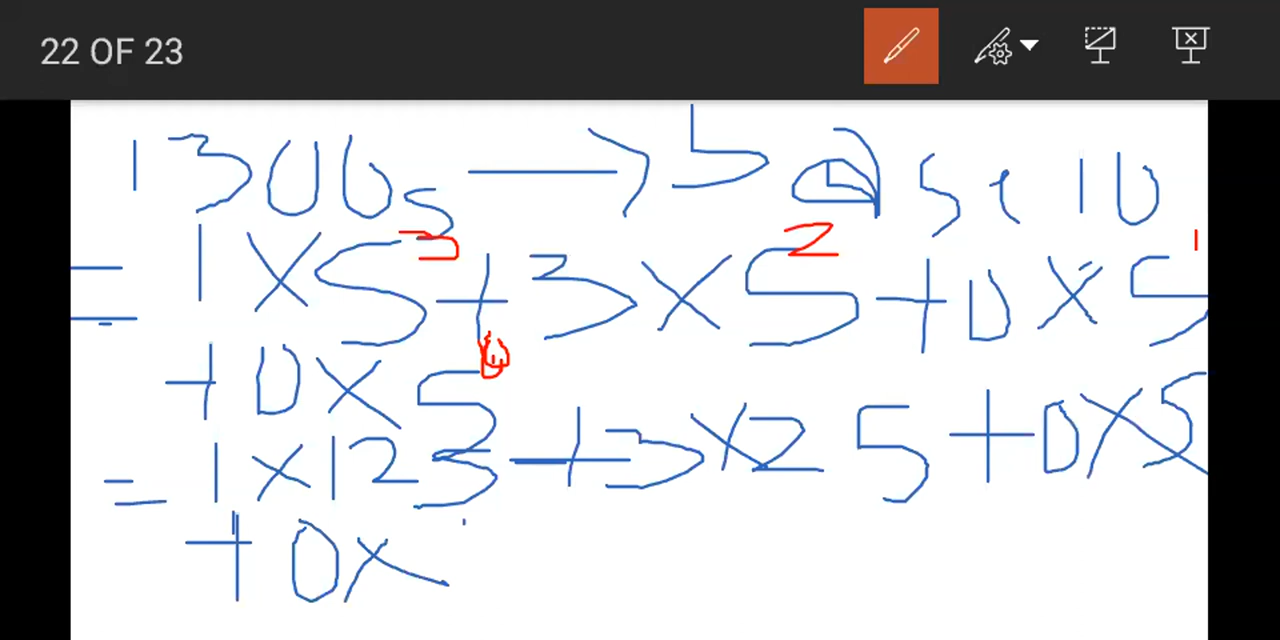 22 OF 23
1300₅ → base 10
= 1 × 5³ + 3 × 5² + 0 × 5¹
+ 0 × 5⁰
= 1 × 125 + 3 × 25 + 0 × 5
+ 0 ×